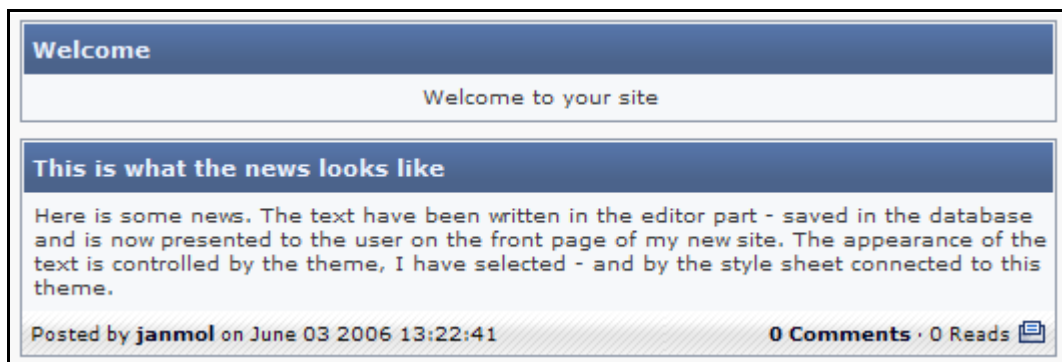 Welcome
Welcome to your site
This is what the news looks like
Here is some news. The text have been written in the editor part - saved in the database
and is now presented to the user on the front page of my new site. The appearance of the
text is controlled by the theme, I have selected - and by the style sheet connected to this
theme.
Posted by janmol on June 03 2006 13:22:41 0 Comments · 0 Reads